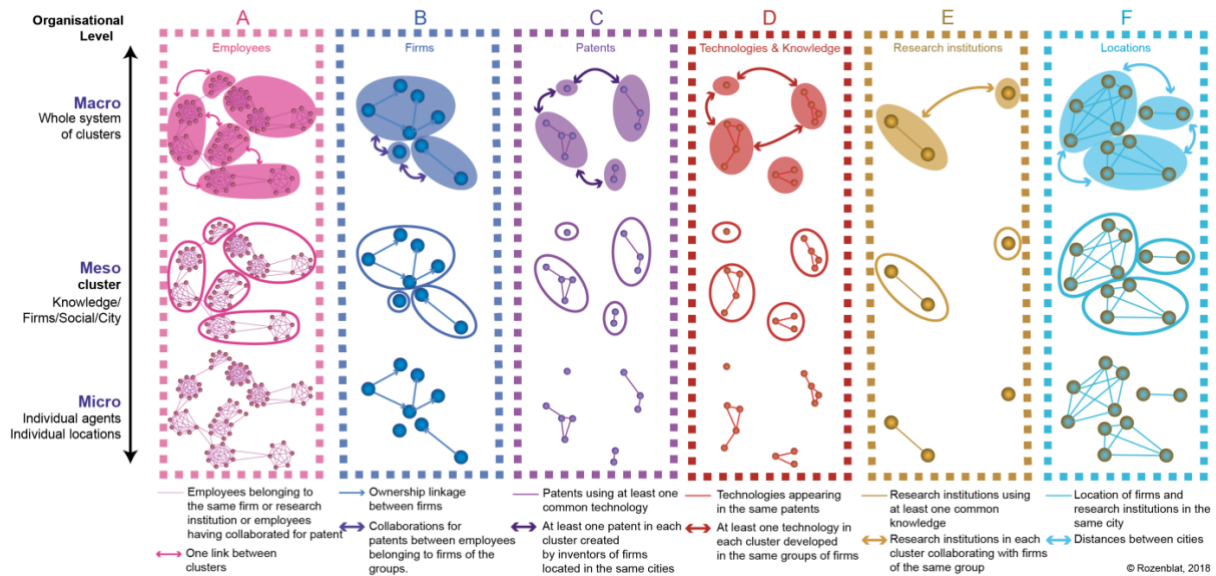 Organisational
Level
A
B
C
D
E
F
Employees
Firms
Patents
Technologies & Knowledge
Research institutions
Locations
Macro
Whole system
of clusters
Meso
cluster
Knowledge/
Firms/Social/City
Micro
Individual agents
Individual locations
Employees belonging to
the same firm or research
institution or employees
having collaborated for patent
One link between
clusters
Ownership linkage
between firms
Collaborations for
patents between employees
belonging to firms of the
groups.
Patents using at least one
common technology
At least one patent in each
cluster created
by inventors of firms
located in the same cities
Technologies appearing
in the same patents
At least one technology in
each cluster developed
in the same groups of firms
Research institutions using
at least one common
knowledge
Research institutions in each
cluster collaborating with firms
of the same group
Location of firms and
research institutions in the
same city
Distances between cities
© Rozenblat, 2018